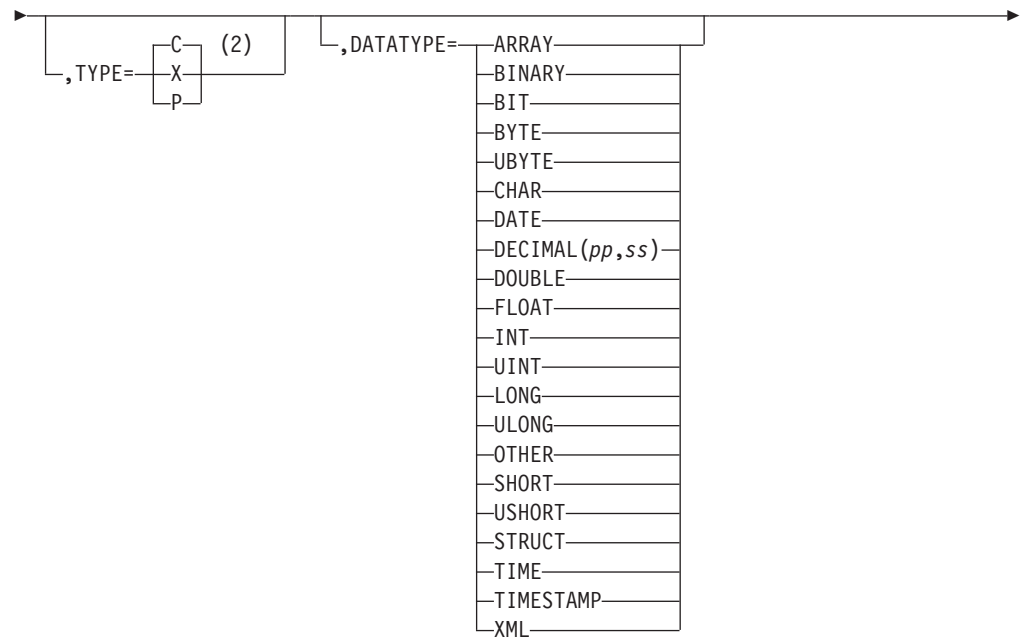 ,TYPE= C (2)
X
P
,DATATYPE= ARRAY
BINARY
BIT
BYTE
UBYTE
CHAR
DATE
DECIMAL(pp,ss)
DOUBLE
FLOAT
INT
UINT
LONG
ULONG
OTHER
SHORT
USHORT
STRUCT
TIME
TIMESTAMP
XML